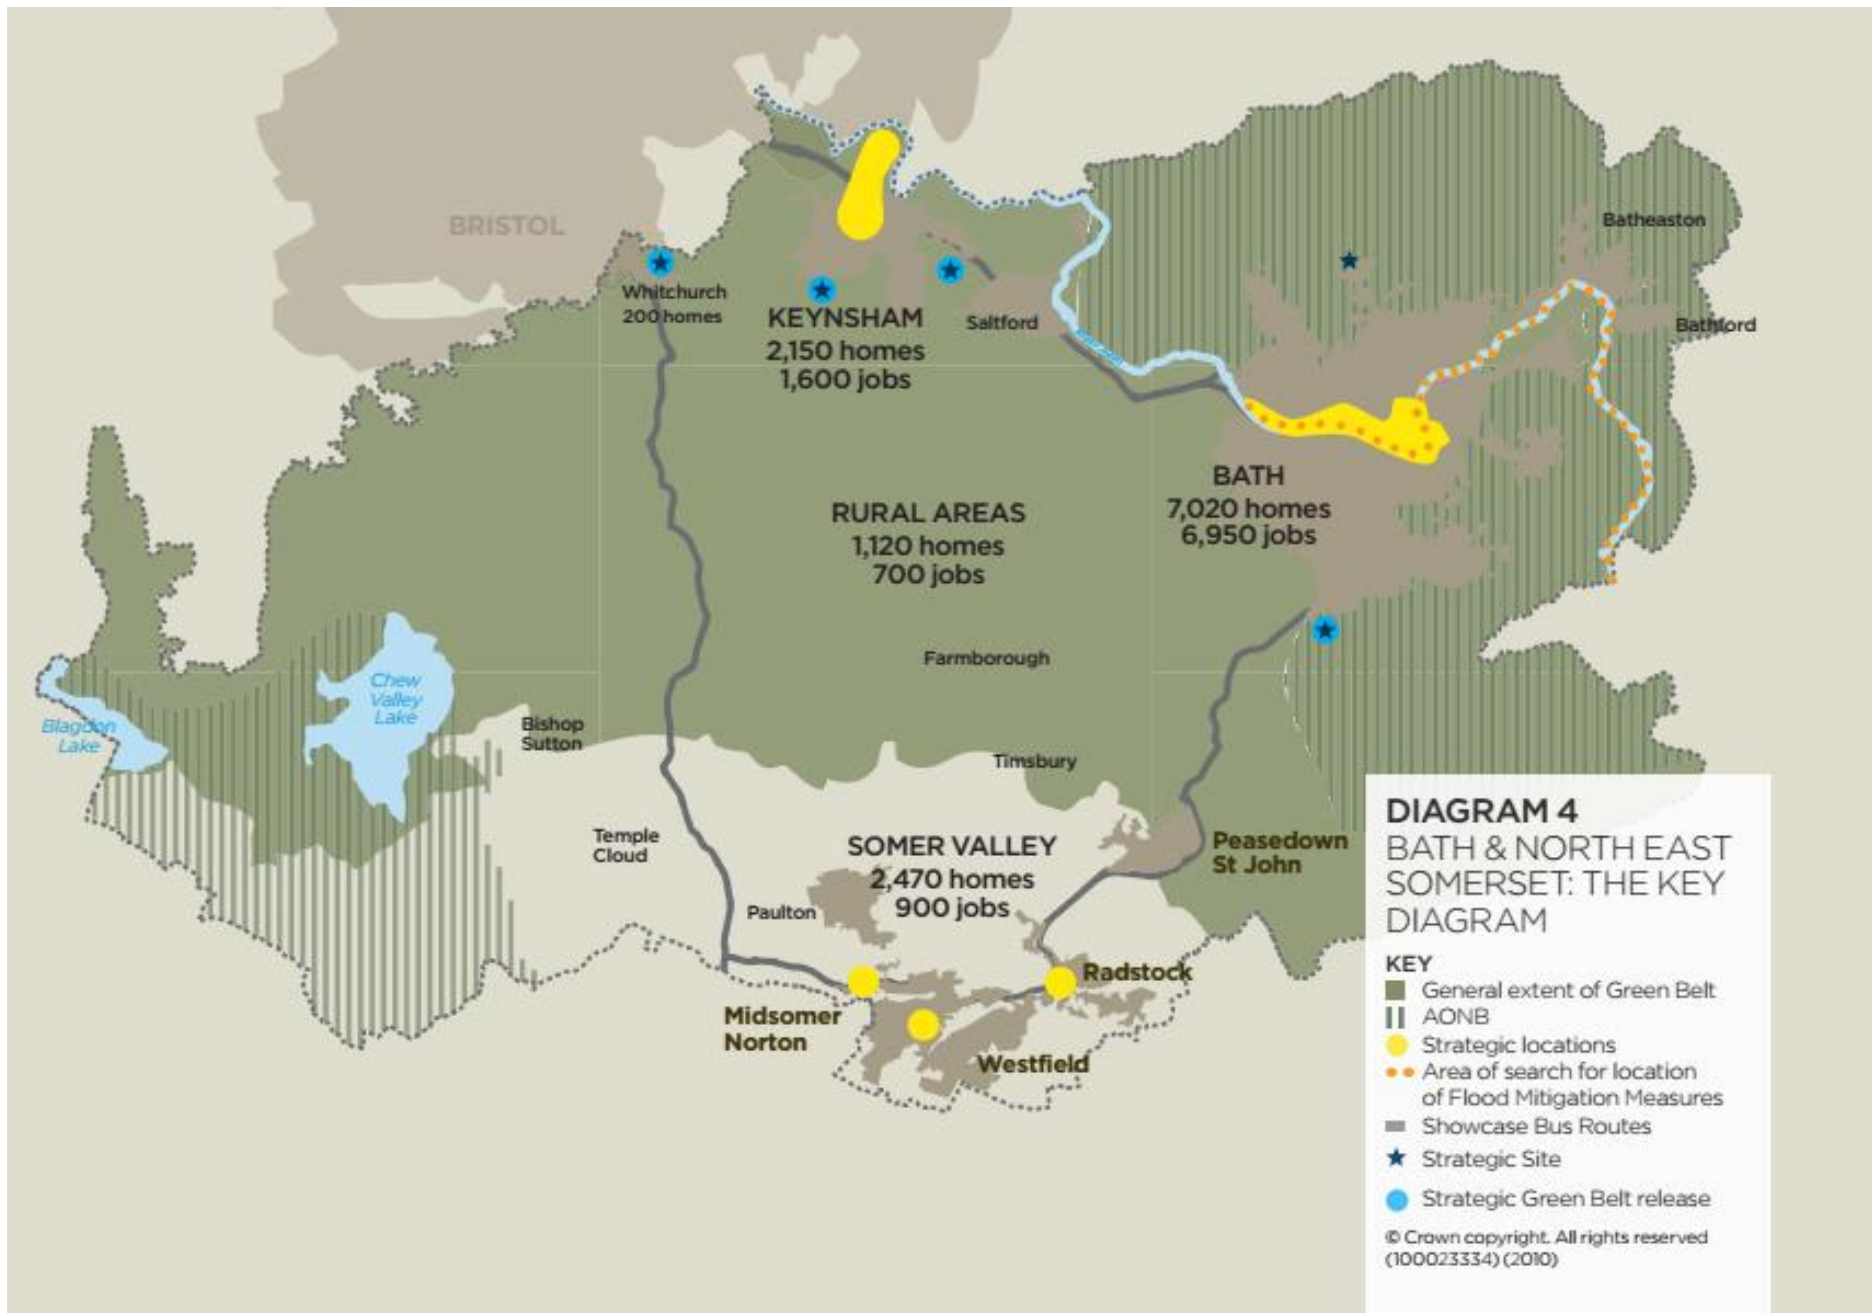 BRISTOL
Batheaston
Whitchurch
200 homes
KEYNSHAM
2,150 homes
1,600 jobs
Saltford
Bathford
BATH
7,020 homes
6,950 jobs
RURAL AREAS
1,120 homes
700 jobs
Farmborough
Chew
Valley
Lake
Blagdon
Lake
Bishop
Sutton
Timsbury
Temple
Cloud
SOMER VALLEY
2,470 homes
900 jobs
Peasedown
St John
Paulton
Radstock
Midsomer
Norton
Westfield
DIAGRAM 4
BATH & NORTH EAST
SOMERSET: THE KEY
DIAGRAM
KEY
General extent of Green Belt
AONB
Strategic locations
Area of search for location
of Flood Mitigation Measures
Showcase Bus Routes
Strategic Site
Strategic Green Belt release
© Crown copyright. All rights reserved
(100023334) (2010)